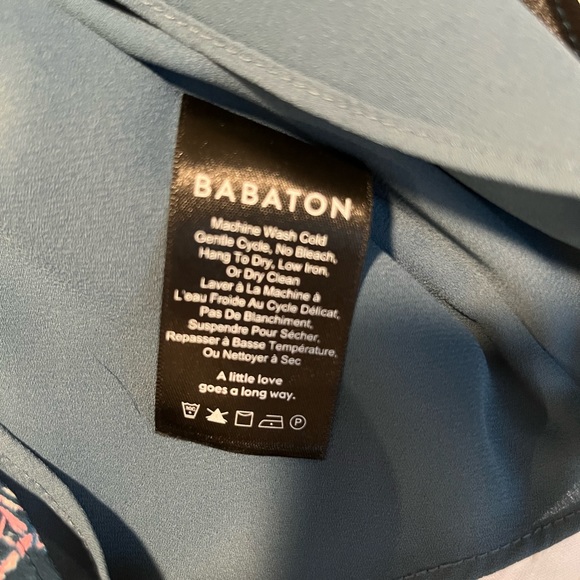 BABATON
Machine Wash Cold
Gentle Cycle, No Bleach,
Hang To Dry, Low Iron,
Or Dry Clean
Laver à La Machine à
L'eau Froide Au Cycle Délicat,
Pas De Blanchiment,
Suspendre Pour Sécher,
Repasser à Basse Température,
Ou Nettoyer à Sec
A little love
goes a long way.
P